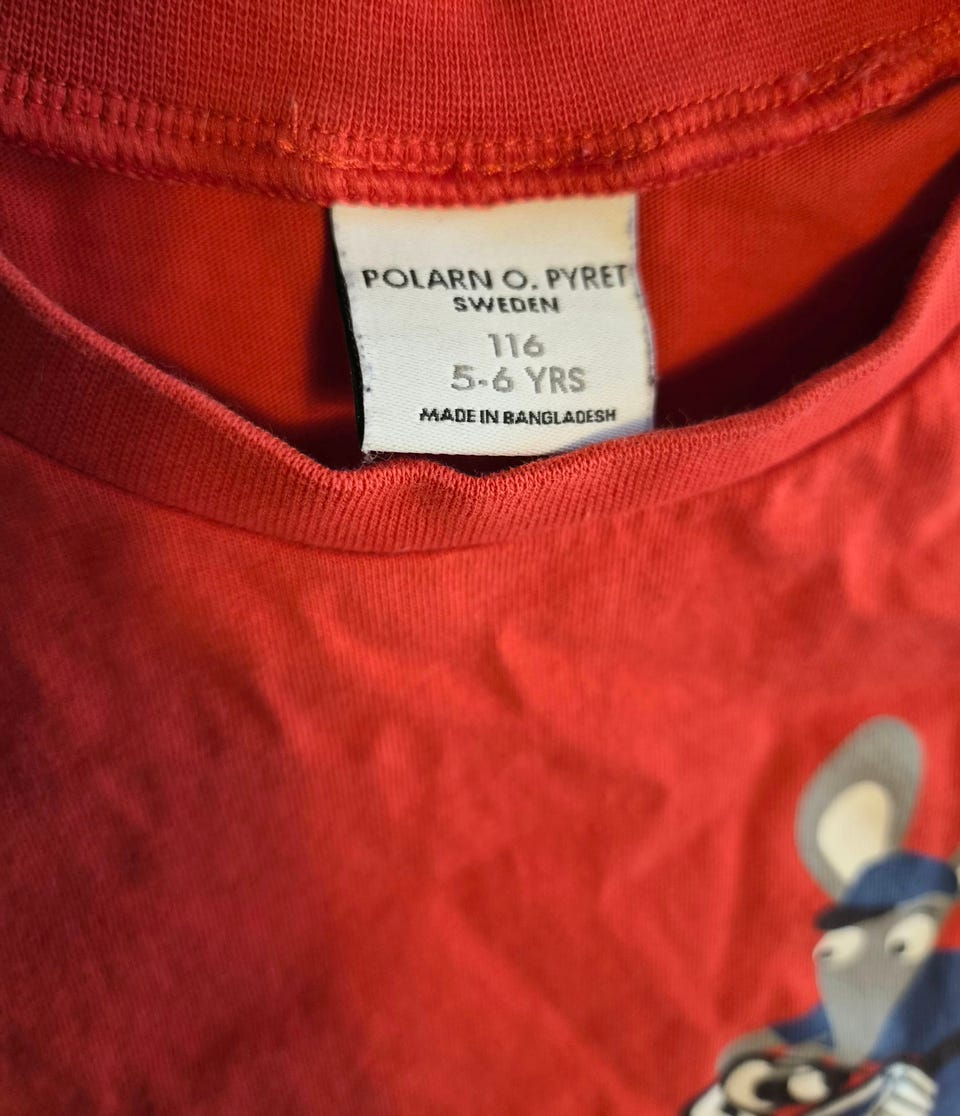 POLARN O. PYRET
SWEDEN
116
5-6 YRS
MADE IN BANGLADESH